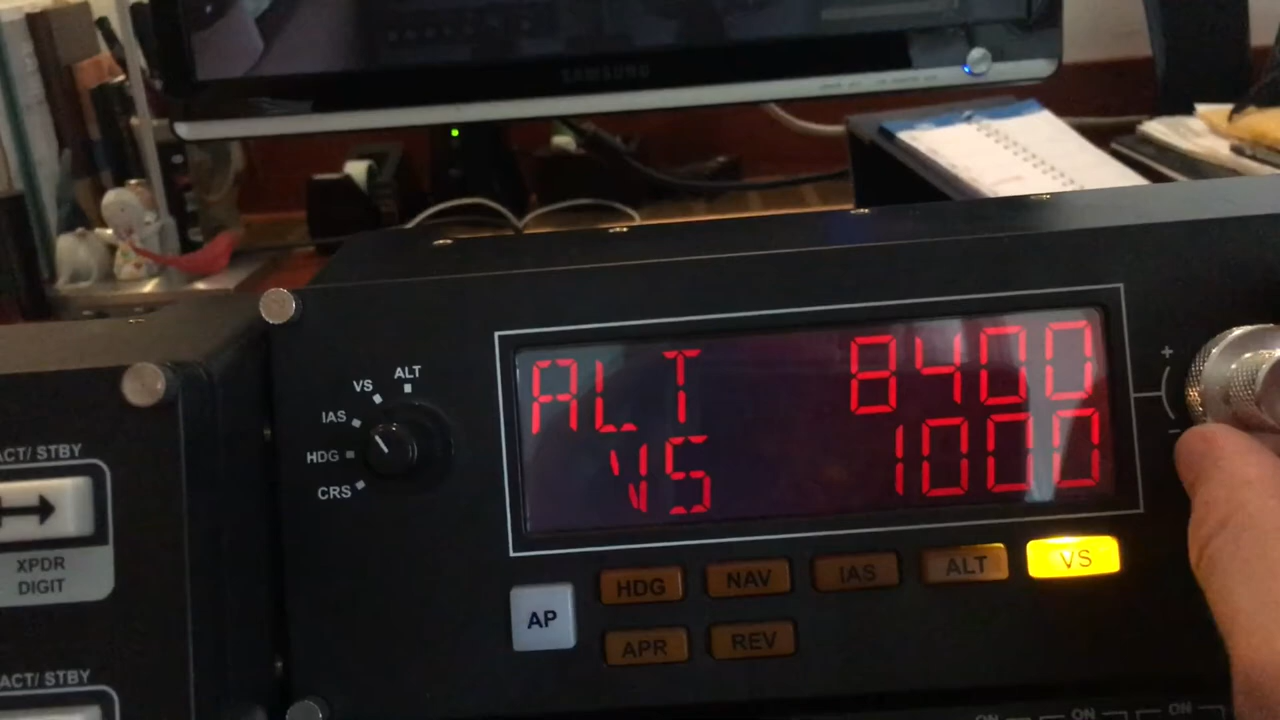 SAMSUNG
ALT
VS
IAS
HDG
CRS
ALT 8400
VS 1000
+
-
ACT/ STBY
XPDR
DIGIT
AP
HDG NAV IAS ALT VS
APR REV
ACT/ STBY
ON ON ON